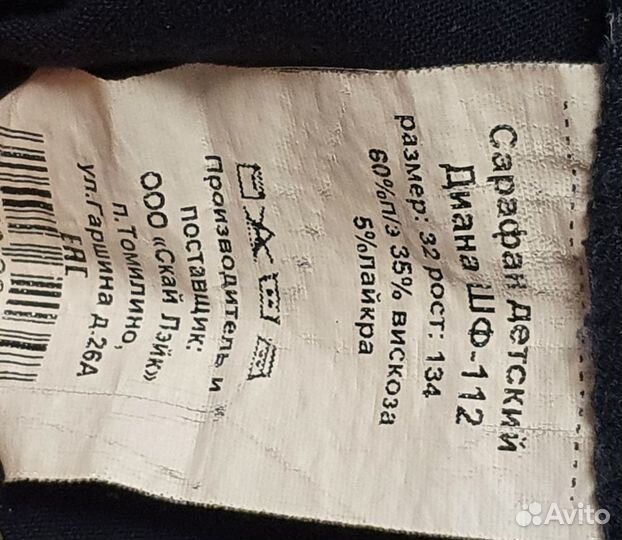 Сарафан детский
Диана ШФ-112
размер: 32 рост: 134
60%п/э 35% вискоза
5%лайкра
Производитель и
поставщик:
ООО «Скай Лэйк»
п.Томилино,
ул.Гаршина д.26А
EAC
Avito